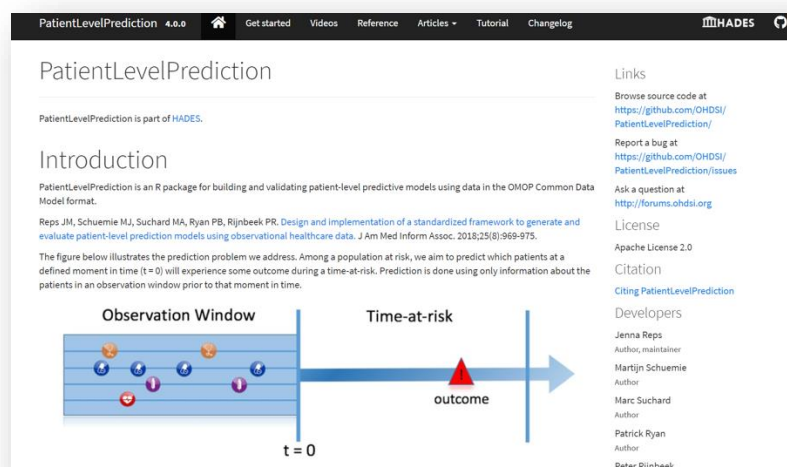 PatientLevelPrediction 4.0.0 Get started Videos Reference Articles Tutorial Changelog HADES
PatientLevelPrediction
PatientLevelPrediction is part of HADES.
Introduction
PatientLevelPrediction is an R package for building and validating patient-level predictive models using data in the OMOP Common Data
Model format.
Reps JM, Schuemie MJ, Suchard MA, Ryan PB, Rijnbeek PR. Design and implementation of a standardized framework to generate and
evaluate patient-level prediction models using observational healthcare data. J Am Med Inform Assoc. 2018;25(8):969-975.
The figure below illustrates the prediction problem we address. Among a population at risk, we aim to predict which patients at a
defined moment in time (t = 0) will experience some outcome during a time-at-risk. Prediction is done using only information about the
patients in an observation window prior to that moment in time.
Observation Window
Time-at-risk
outcome
t = 0
Links
Browse source code at
https://github.com/OHDSI/
PatientLevelPrediction/
Report a bug at
https://github.com/OHDSI/
PatientLevelPrediction/issues
Ask a question at
http://forums.ohdsi.org
License
Apache License 2.0
Citation
Citing PatientLevelPrediction
Developers
Jenna Reps
Author, maintainer
Martijn Schuemie
Author
Marc Suchard
Author
Patrick Ryan
Author
Peter Rijnbeek